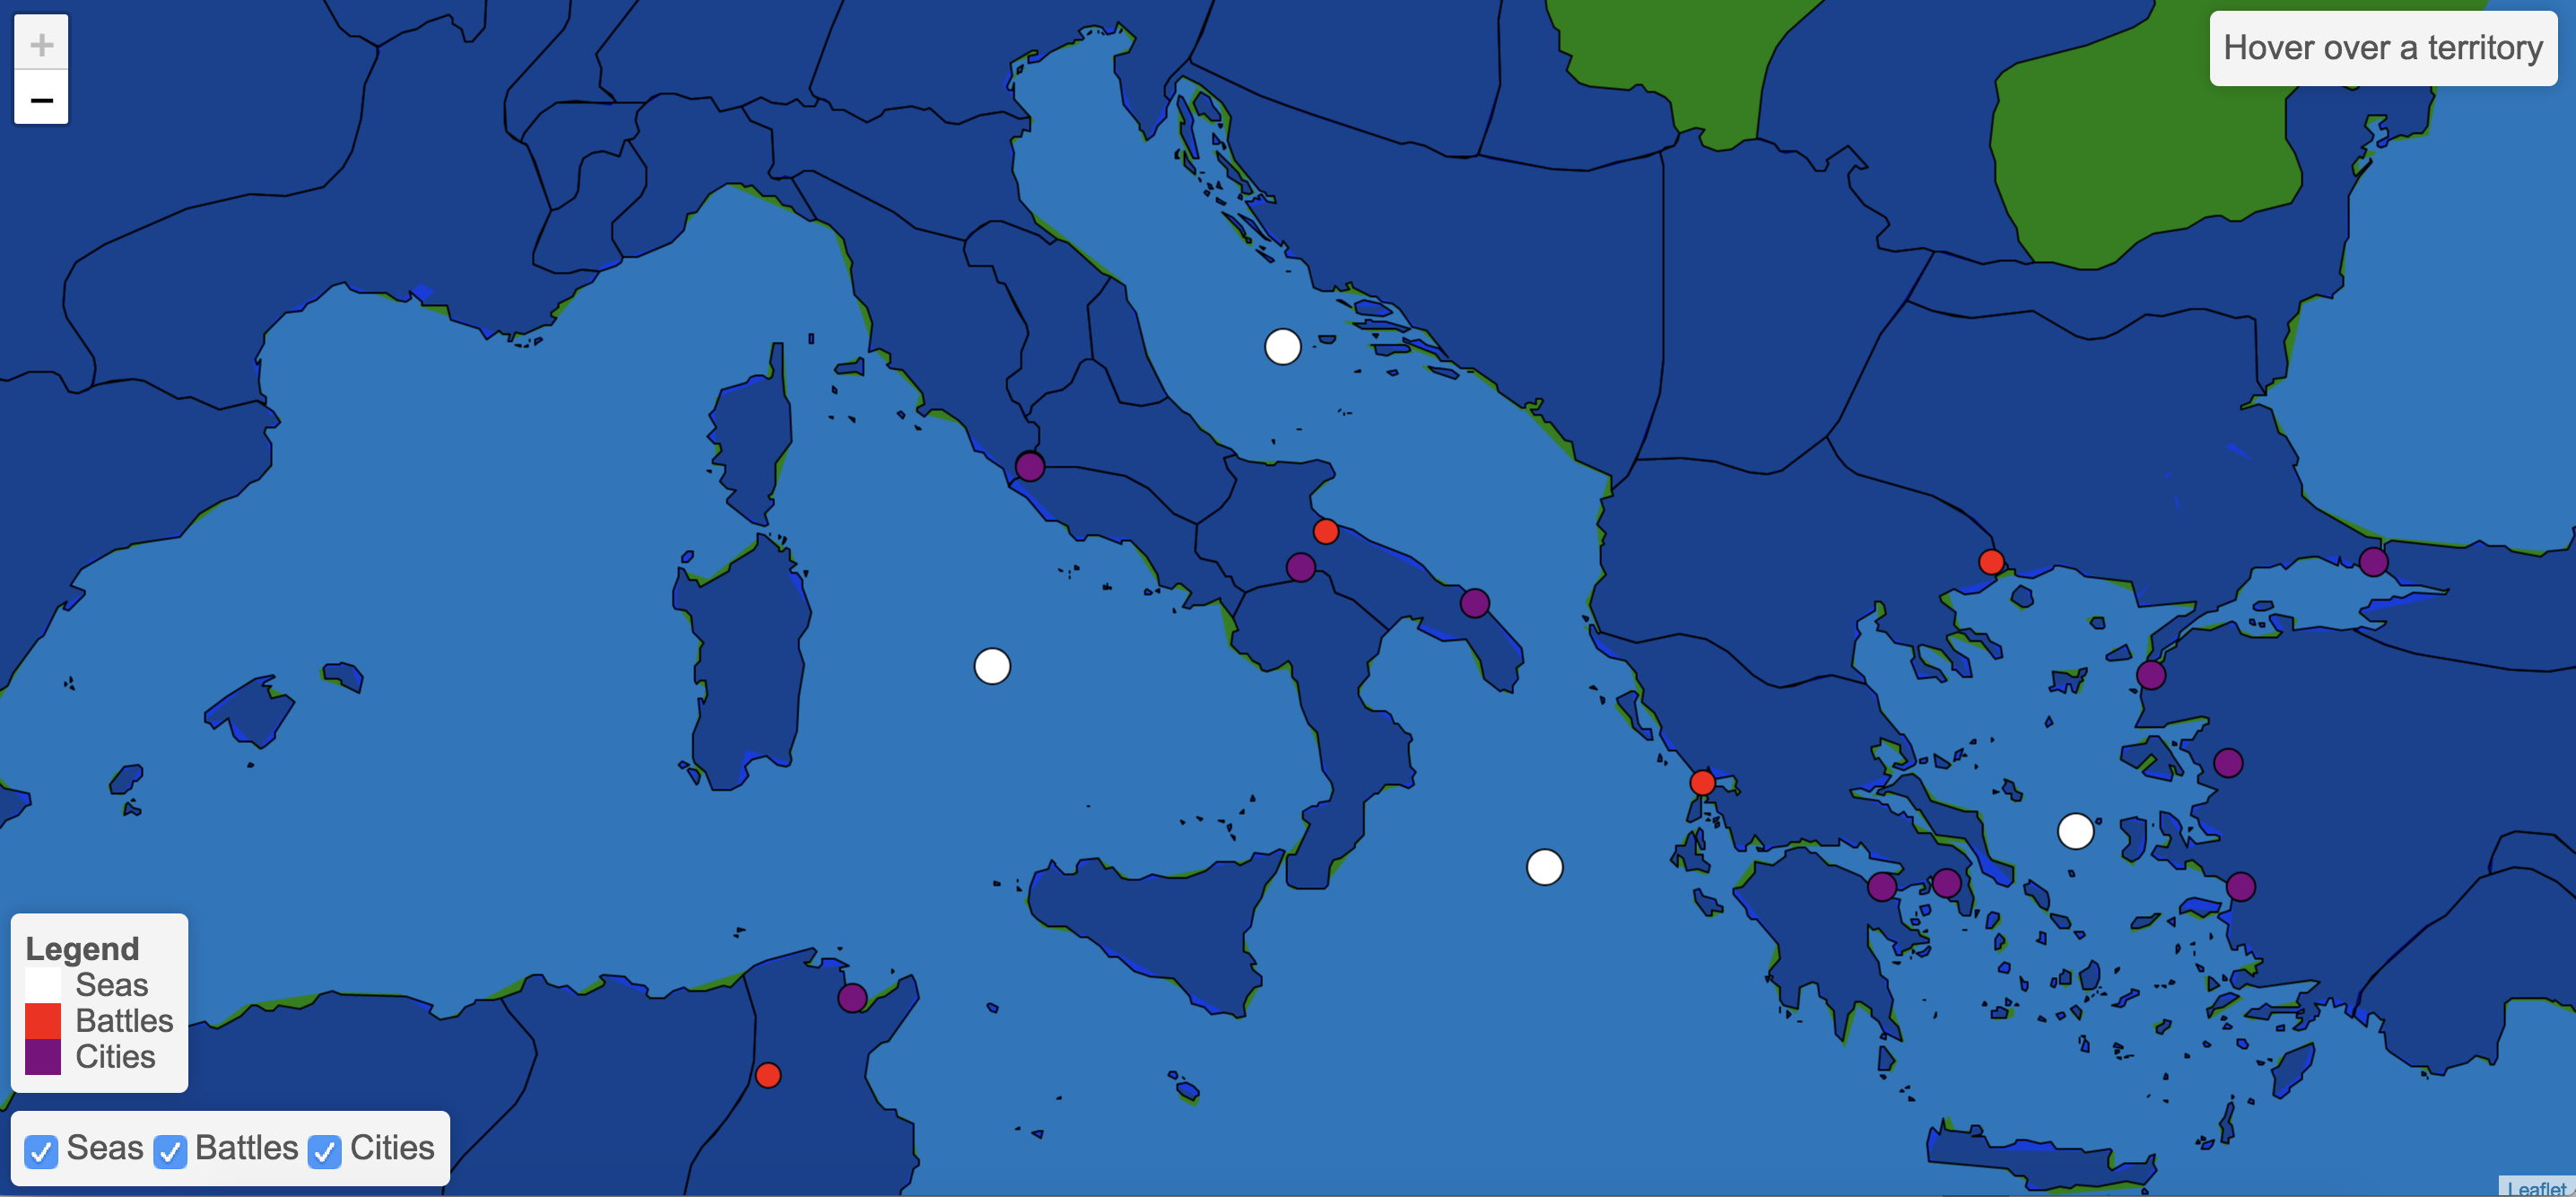 +
−
Hover over a territory
Legend
Seas
Battles
Cities
Seas Battles Cities
Leaflet